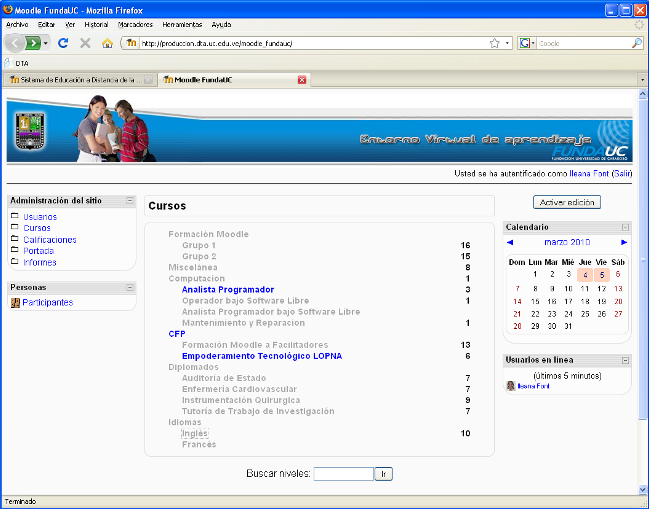 Moodle FundaUC - Mozilla Firefox
Archivo Editar Ver Historial Marcadores Herramientas Ayuda
http://produccion.dta.uc.edu.ve/moodle_fundauc/
Google
DTA
Sistema de Educación a Distancia de la ...
Moodle FundaUC
Entorno Virtual de aprendizaje
FUNDAUC
FUNDACION UNIVERSIDAD DE CARABOBO
Usted se ha autentificado como Ileana Font (Salir)
Administración del sitio
Usuarios
Cursos
Calificaciones
Portada
Informes
Personas
Participantes
Cursos
Formación Moodle
Grupo 1 16
Grupo 2 15
Miscelánea 8
Computacion 1
Analista Programador 3
Operador bajo Software Libre 1
Analista Programador bajo Software Libre
Mantenimiento y Reparacion 1
CFP
Formación Moodle a Facilitadores 13
Empoderamiento Tecnológico LOPNA 6
Diplomados
Auditoría de Estado 7
Enfermería Cardiovascular 7
Instrumentación Quirurgica 9
Tutoría de Trabajo de Investigación 7
Idiomas
Inglés 10
Francés
Buscar niveles: Ir
Activar edición
Calendario
marzo 2010
Dom Lun Mar Mié Jue Vie Sáb
1 2 3 4 5 6
7 8 9 10 11 12 13
14 15 16 17 18 19 20
21 22 23 24 25 26 27
28 29 30 31
Usuarios en línea
(últimos 5 minutos)
Ileana Font
Terminado